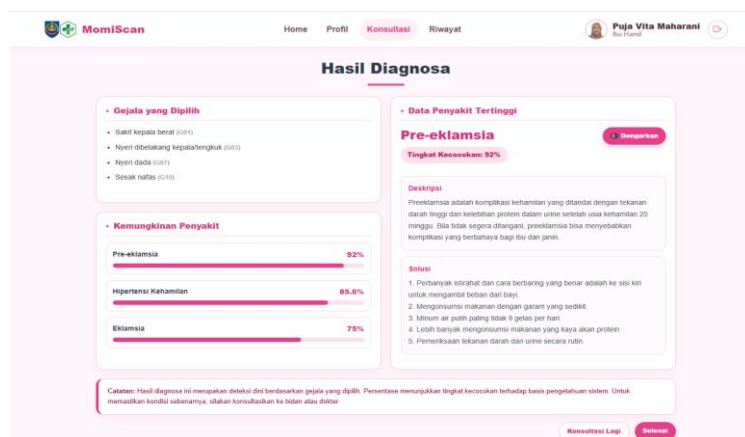 MomiScan
Home Profil Konsultasi Riwayat
Puja Vita Maharani
Ibu Hamil
Hasil Diagnosa
• Gejala yang Dipilih
• Sakit kepala berat (G01)
• Nyeri dibelakang kepala/tengkuk (G03)
• Nyeri dada (G07)
• Sesak nafas (G10)
• Kemungkinan Penyakit
Pre-eklamsia 92%
Hipertensi Kehamilan 85.6%
Eklamsia 75%
• Data Penyakit Tertinggi
Pre-eklamsia
Dengarkan
Tingkat Kecocokan: 92%
Deskripsi
Preeklamsia adalah komplikasi kehamilan yang ditandai dengan tekanan
darah tinggi dan kelebihan protein dalam urine setelah usia kehamilan 20
minggu. Bila tidak segera ditangani, preeklamsia bisa menyebabkan
komplikasi yang berbahaya bagi ibu dan janin.
Solusi
1. Perbanyak istirahat dan cara berbaring yang benar adalah ke sisi kiri
untuk mengambil beban dari bayi.
2. Mengonsumsi makanan dengan garam yang sedikit.
3. Minum air putih paling tidak 8 gelas per hari.
4. Lebih banyak mengonsumsi makanan yang kaya akan protein
5. Pemeriksaan tekanan darah dan urine secara rutin.
Catatan: Hasil diagnosa ini merupakan deteksi dini berdasarkan gejala yang dipilih. Persentase menunjukkan tingkat kecocokan terhadap basis pengetahuan sistem. Untuk
memastikan kondisi sebenarnya, silakan konsultasikan ke bidan atau dokter
Konsultasi Lagi Selesai